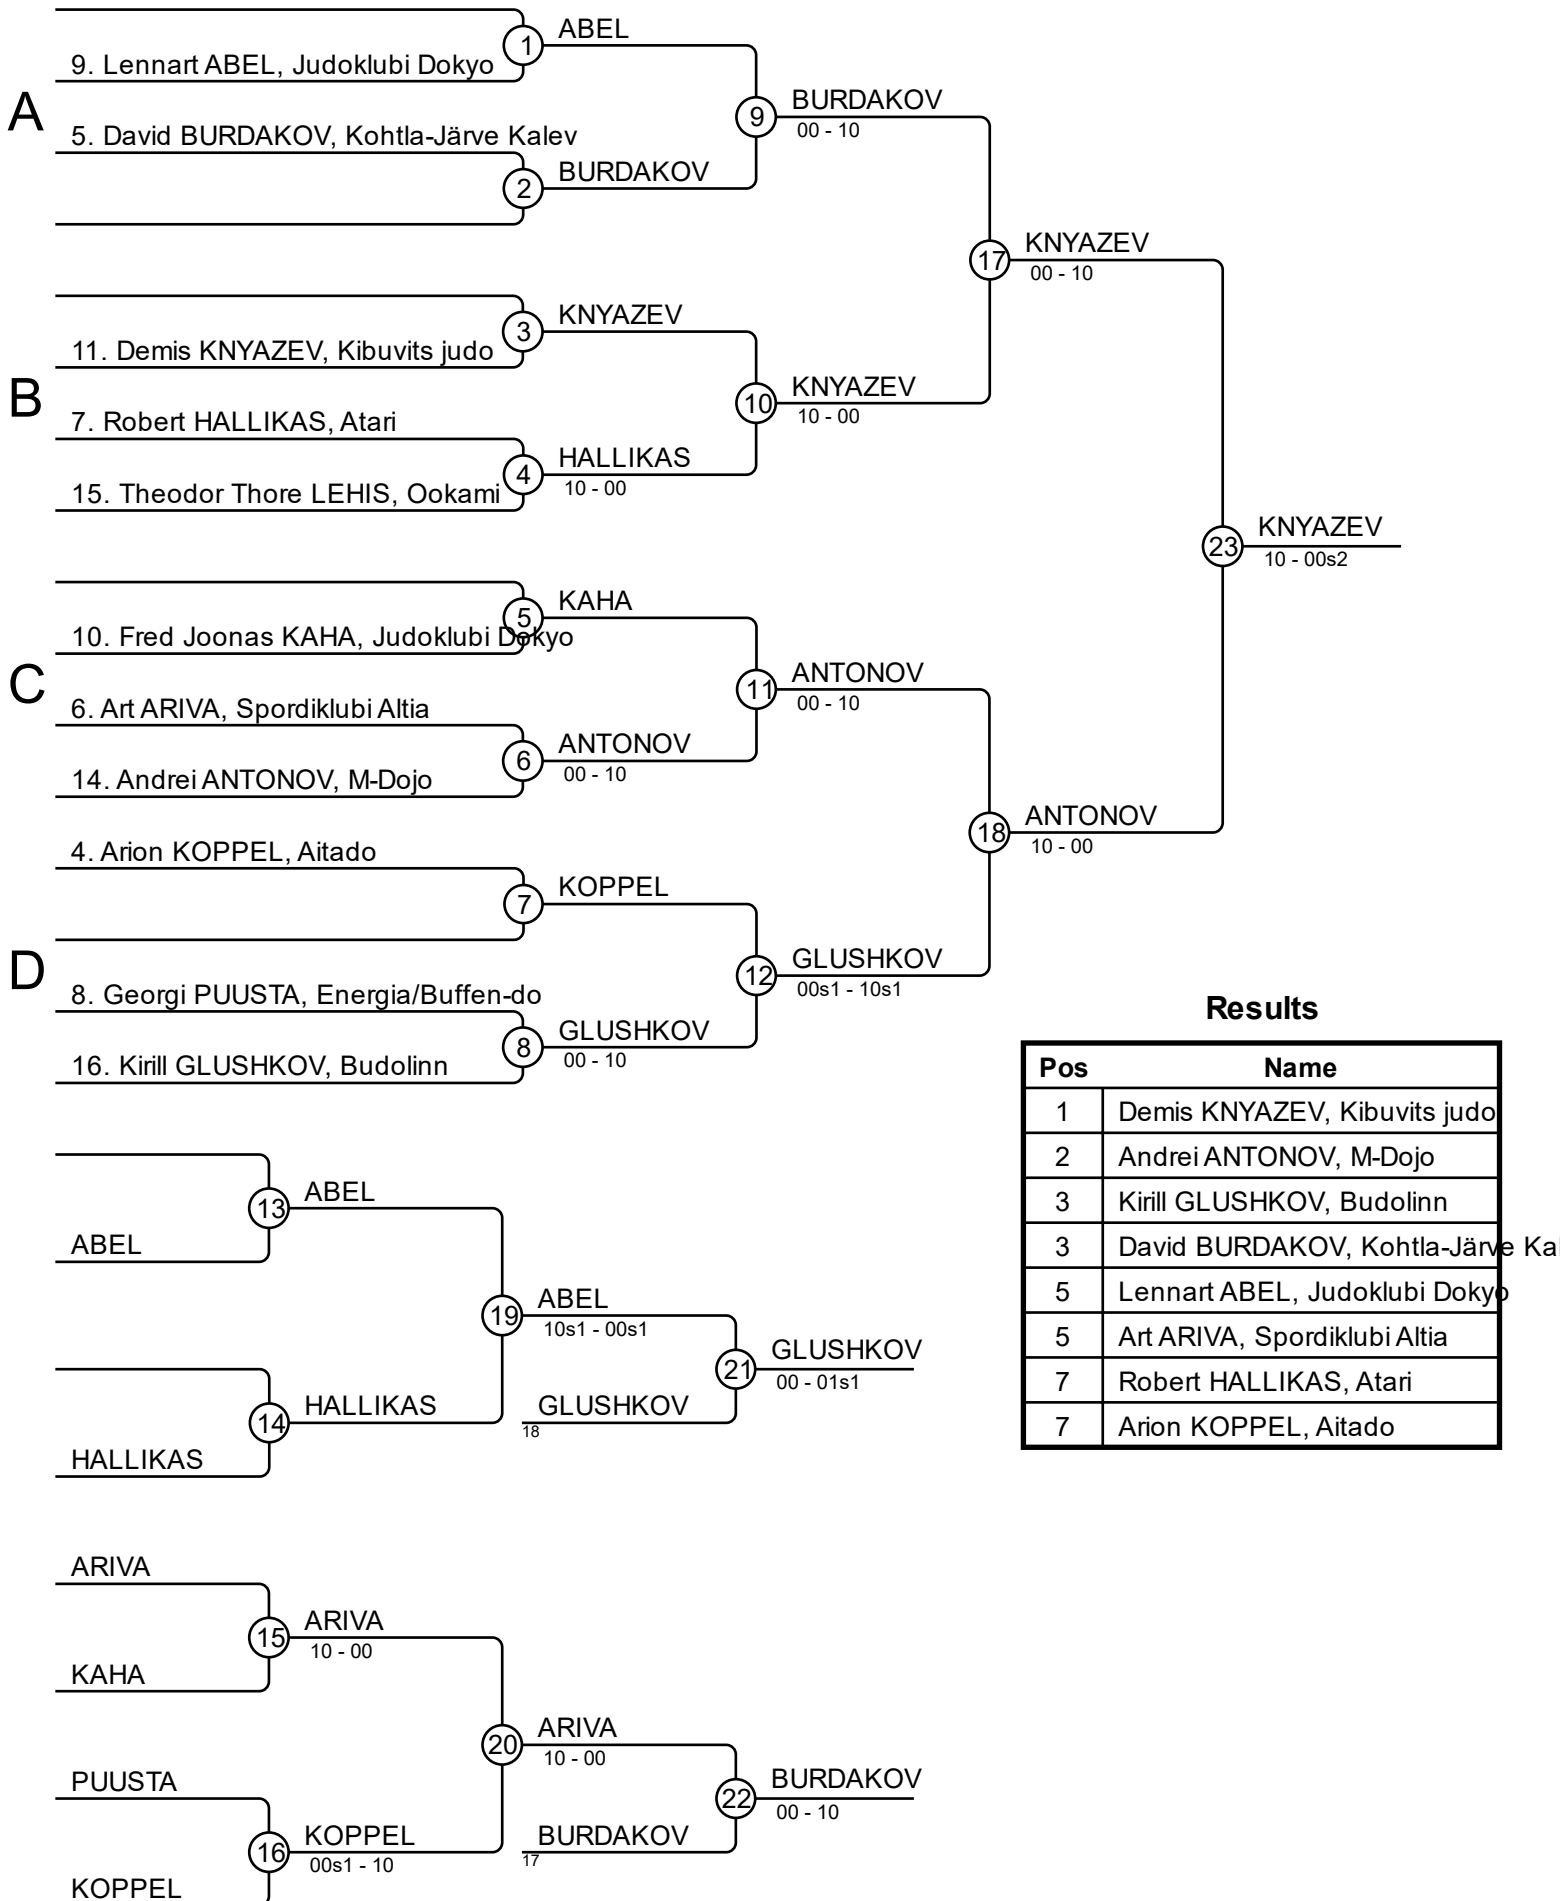 ABEL
1
9. Lennart ABEL, Judoklubi Dokyo
A
BURDAKOV
9
00 - 10
5. David BURDAKOV, Kohtla-Järve Kalev
BURDAKOV
2
KNYAZEV
17
00 - 10
KNYAZEV
3
11. Demis KNYAZEV, Kibuvits judo
B
KNYAZEV
10
10 - 00
7. Robert HALLIKAS, Atari
HALLIKAS
4
10 - 00
15. Theodor Thore LEHIS, Ookami
KNYAZEV
23
10 - 00s2
KAHA
5
10. Fred Joonas KAHA, Judoklubi Dokyo
C
ANTONOV
11
00 - 10
6. Art ARIVA, Spordiklubi Altia
ANTONOV
6
00 - 10
14. Andrei ANTONOV, M-Dojo
ANTONOV
18
10 - 00
4. Arion KOPPEL, Aitado
KOPPEL
7
D
GLUSHKOV
12
00s1 - 10s1
8. Georgi PUUSTA, Energia/Buffen-do
GLUSHKOV
8
00 - 10
16. Kirill GLUSHKOV, Budolinn
Results
Pos Name
1 Demis KNYAZEV, Kibuvits judo
2 Andrei ANTONOV, M-Dojo
3 Kirill GLUSHKOV, Budolinn
3 David BURDAKOV, Kohtla-Järve Kal
5 Lennart ABEL, Judoklubi Dokyo
5 Art ARIVA, Spordiklubi Altia
7 Robert HALLIKAS, Atari
7 Arion KOPPEL, Aitado
ABEL
13
ABEL
ABEL
19
10s1 - 00s1
GLUSHKOV
21
00 - 01s1
GLUSHKOV
18
HALLIKAS
14
HALLIKAS
ARIVA
ARIVA
15
10 - 00
KAHA
ARIVA
20
10 - 00
PUUSTA
BURDAKOV
22
00 - 10
BURDAKOV
17
KOPPEL
16
00s1 - 10
KOPPEL